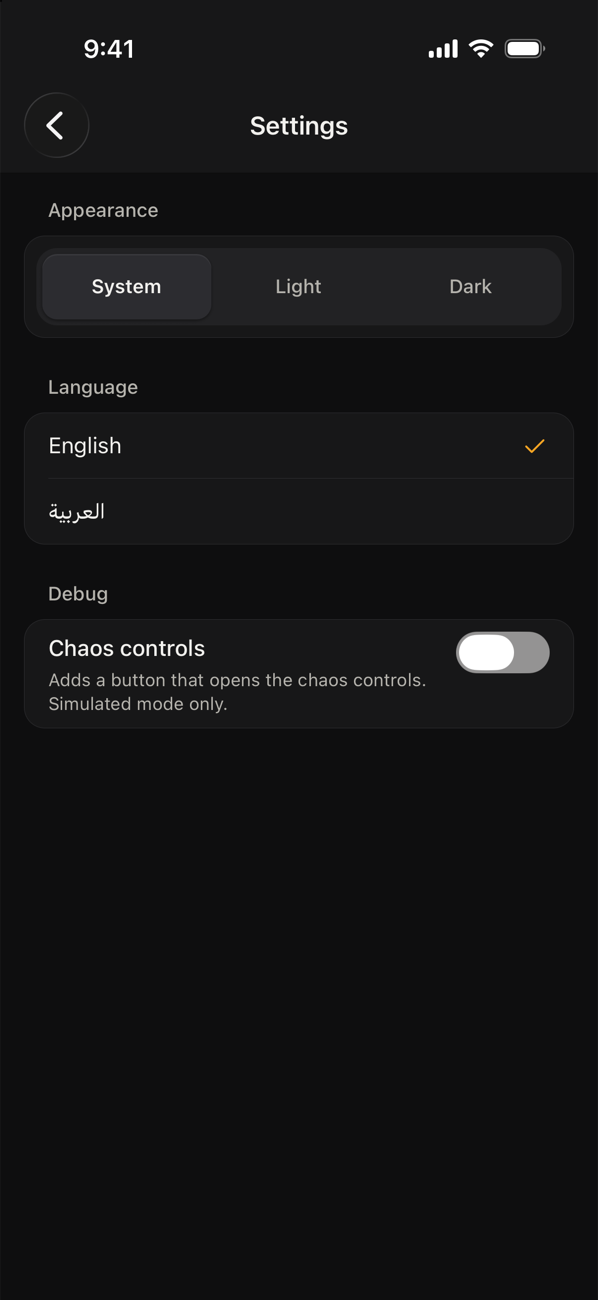 9:41
Settings
Appearance
System
Light
Dark
Language
English
العربية
Debug
Chaos controls
Adds a button that opens the chaos controls.
Simulated mode only.